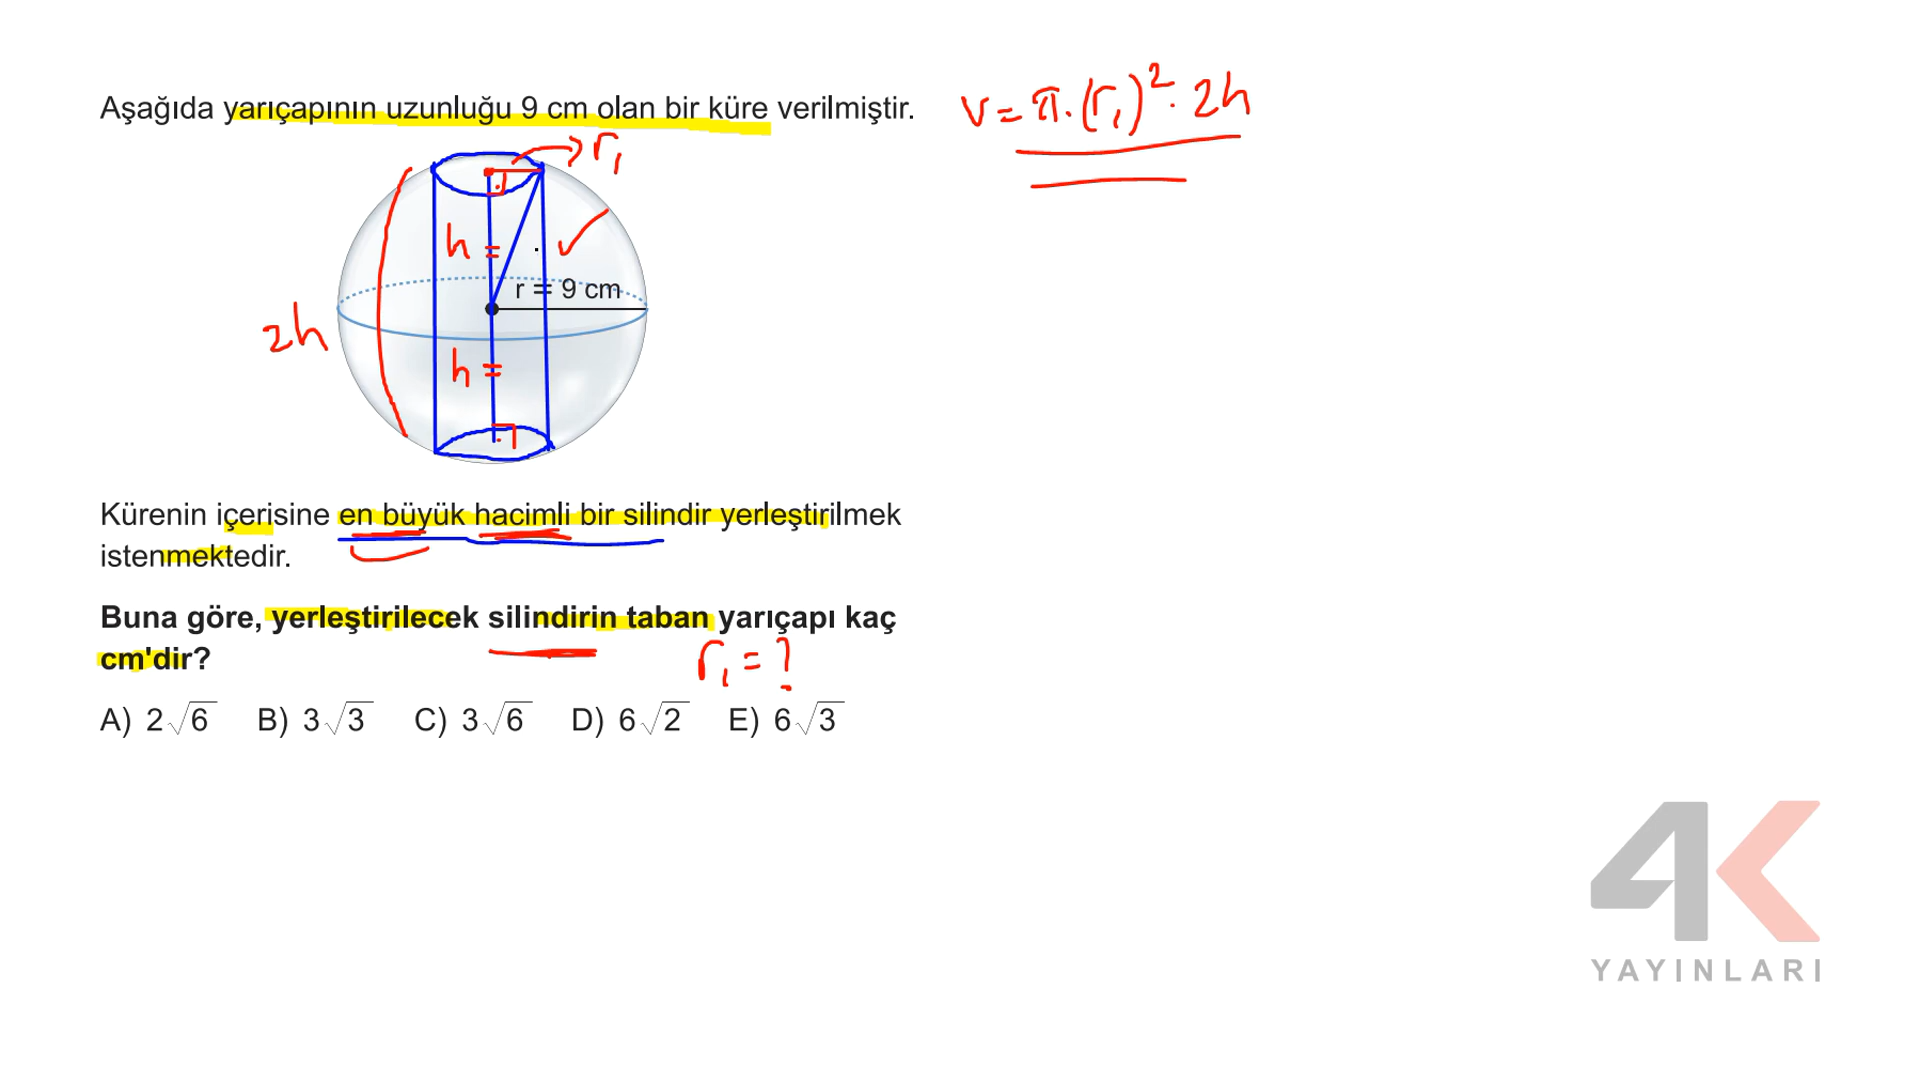 Aşağıda yarıçapının uzunluğu 9 cm olan bir küre verilmiştir.
V = π.(r₁)². 2h
r₁
h
r = 9 cm
2h
h
Kürenin içerisine en büyük hacimli bir silindir yerleştirilmek
istenmektedir.
Buna göre, yerleştirilecek silindirin taban yarıçapı kaç
cm'dir?
r₁ = ?
A) 2√6 B) 3√3 C) 3√6 D) 6√2 E) 6√3
4K
YAYINLARI